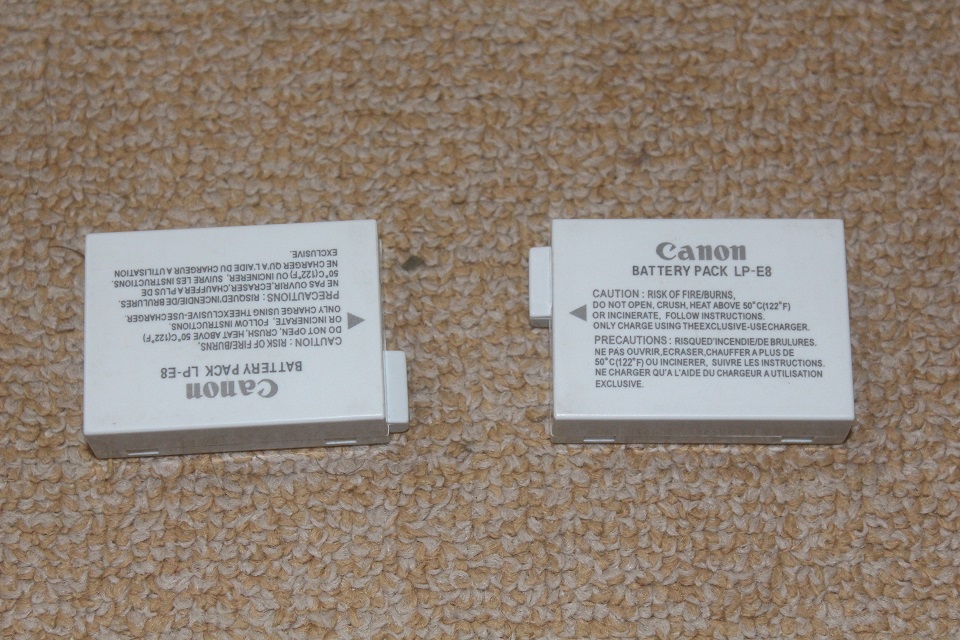 Canon
BATTERY PACK LP-E8
CAUTION : RISK OF FIRE/BURNS.
DO NOT OPEN, CRUSH, HEAT ABOVE 50°C(122°F)
OR INCINERATE, FOLLOW INSTRUCTIONS.
ONLY CHARGE USING THEEXCLUSIVE-USECHARGER.
PRECAUTIONS : RISQUED'INCENDIE/DE BRULURES.
NE PAS OUVRIR,ECRASER,CHAUFFER A PLUS DE
50°C(122°F) OU INCINERER, SUIVRE LES INSTRUCTIONS.
NE CHARGER QU'A L'AIDE DU CHARGEUR A UTILISATION
EXCLUSIVE.
Canon
BATTERY PACK LP-E8
CAUTION : RISK OF FIRE/BURNS,
DO NOT OPEN, CRUSH, HEAT ABOVE 50°C(122°F)
OR INCINERATE, FOLLOW INSTRUCTIONS.
ONLY CHARGE USING THEEXCLUSIVE-USECHARGER.
PRECAUTIONS : RISQUED'INCENDIE/DE BRULURES.
NE PAS OUVRIR,ECRASER,CHAUFFER A PLUS DE
50°C(122°F) OU INCINERER, SUIVRE LES INSTRUCTIONS.
NE CHARGER QU'A L'AIDE DU CHARGEUR A UTILISATION
EXCLUSIVE.